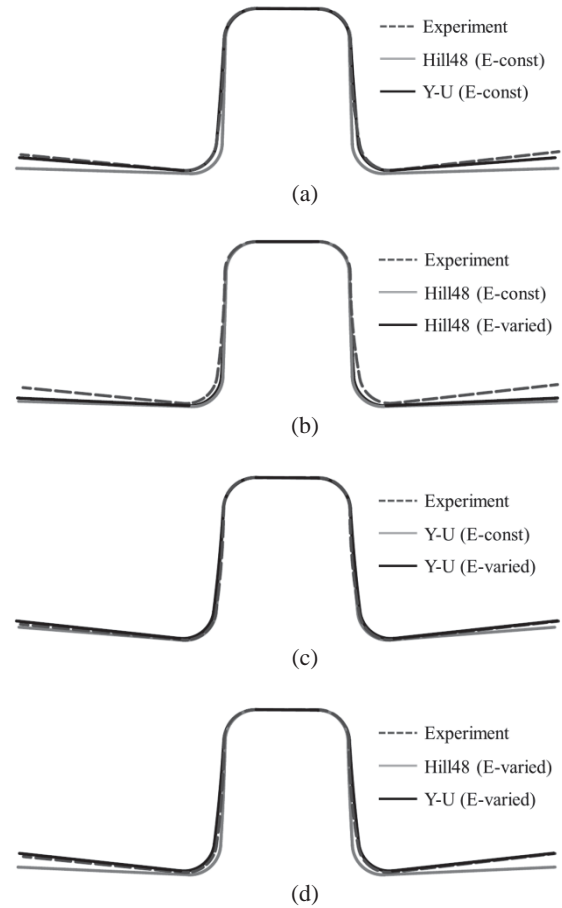 Experiment
Hill48 (E-const)
Y-U (E-const)
(a)
Experiment
Hill48 (E-const)
Hill48 (E-varied)
(b)
Experiment
Y-U (E-const)
Y-U (E-varied)
(c)
Experiment
Hill48 (E-varied)
Y-U (E-varied)
(d)